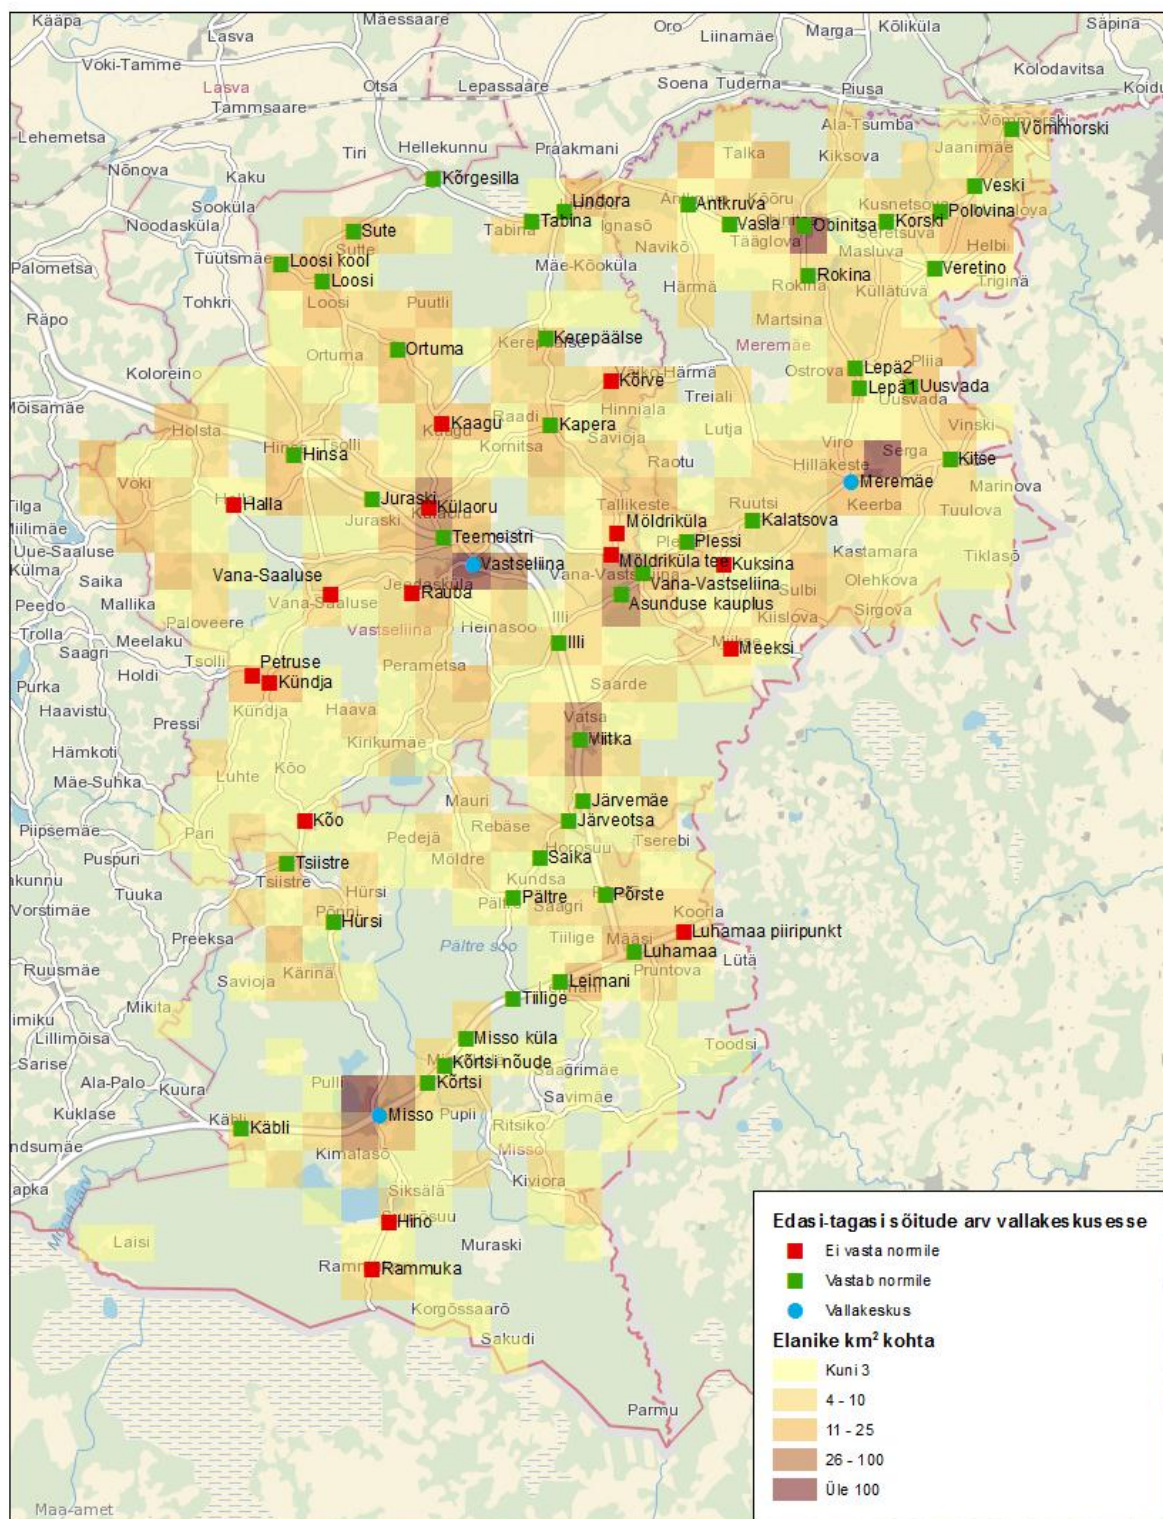 Kääpa
Mäessaare
Lasva
Oro
Liinamäe
Marga
Kõliküla
Säpina
Voki-Tamme
Otsa
Lepassaare
Soena
Tuderna
Piusa
Kolodavitsa
Lasva
Tammsaare
Lehemetsa
Hellekunnu
Praakmani
Ala-Tsumba
Võmmorski
Võmmorski
Nõnova
Tiri
Talka
Kiksova
Jaanimäe
Kaku
Kõrgesilla
Veski
Sooküla
Lindora
Antkruva
Kusnetsova
Polovina
Noodasküla
Sute
Tabina
Tabina
Ignasõ
Vasla
Obinitsa
Korski
Palometsa
Tüütsmäe
Loosi kool
Navikõ
Tääglova
Masluva
Helbi
Loosi
Mäe-Kõoküla
Rokina
Rokina
Veretino
Triginä
Tohkri
Loosi
Puutli
Härmä
Küllätüvä
Räpo
Martsina
Ortuma
Ortuma
Kerepäälse
Meremäe
Koloreino
Ostrova
Lepä2
Plija
Kõrve
Lepä1
Uusvada
Uusvada
Mõisamäe
Holsta
Kaagu
Raadi
Kapera
Hinniala
Treiali
Tsolli
Kornitsa
Savioja
Lutja
Viro
Vinski
Hinsa
Raotu
Hilläkeste
Serga
Kitse
Voki
Meremäe
Marinova
Halla
Juraski
Külaoru
Tallikeste
Ruutsi
Keerba
Juraski
Möldriküla
Kalatsova
Tuulova
Teemeistri
Plessi
Uue-Saaluse
Vastseliina
Möldriküla tee
Kuksina
Kastamara
Tiklasõ
Külma
Saika
Vana-Saaluse
Vana-Vastseliina
Olehkova
Peedo
Mallika
Vana-Saaluse
Rauba
Asunduse kauplus
Sulbi
Sirgova
Trolla
Meelaku
Paloveere
Vastseliina
Heinasoo
Illi
Kiislova
Saagri
Tsolli
Illi
Meeksi
Holdi
Petruse
Perametsa
Purka
Kündja
Saarde
Haavistu
Pressi
Kündja
Haava
Vatsa
Hämkoti
Kirikumäe
Miitka
Mäe-Suhka
Luhte
Kõo
Mauri
Järvemäe
Piipsemäe
Pari
Kõo
Pedejä
Rebäse
Järveotsa
Tserebi
Puspuri
Tsiistre
Möldre
Horosuu
Tsiistre
Saika
Tuuka
Hürsi
Kundsa
Vorstimäe
Pältre
Saagri
Põrste
Koorla
Preeksa
Hürsi
Luhamaa piiripunkt
Pältre soo
Tiilige
Määsi
Ruusmäe
Luhamaa
Lütä
Savioja
Kärinä
Leimani
Pruntova
Mikita
Tiilige
Lillimõisa
Misso küla
Sarise
Toodsi
Ala-Palo
Kõrtsi nõude
Saagrimäe
Kuura
Pulli
Kõrtsi
Savimäe
Kuklase
Misso
Pupli
Ritsiko
Käbli
Kimalasõ
Misso
Siksälä
Kiviora
Hino
Laisi
Muraski
Rammuka
Korgõssaarõ
Sakudi
Parmu
Edasi-tagasi sõitude arv vallakeskusesse
Ei vasta normile
Vastab normile
Vallakeskus
Elanike km² kohta
Kuni 3
4 - 10
11 - 25
26 - 100
Üle 100
Maa-amet